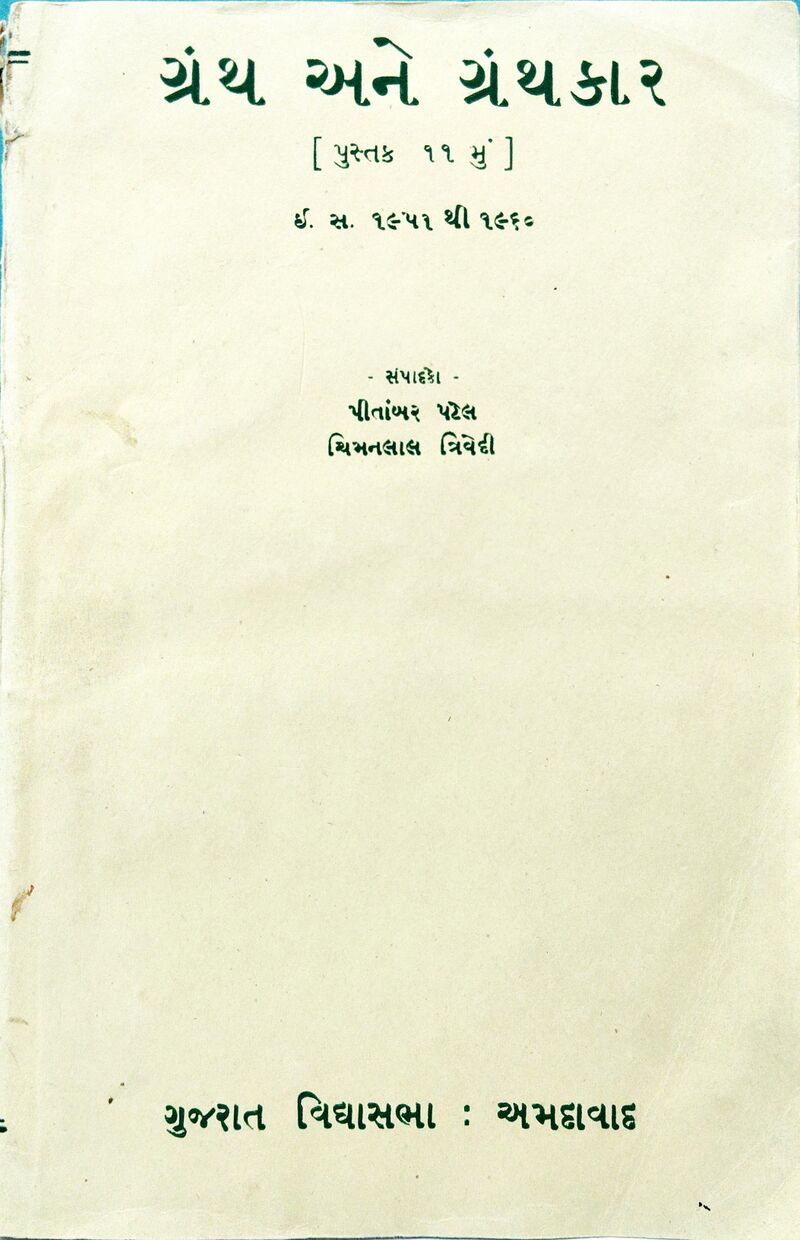 ગ્રંથ અને ગ્રંથકાર
[ પુસ્તક ૧૧ મું ]
ઈ. સ. ૧૯૫૧ થી ૧૯૬૦
- સંપાદકો -
પીતાંબર પટેલ
ચિમનલાલ ત્રિવેદી
ગુજરાત વિદ્યાસભા : અમદાવાદ